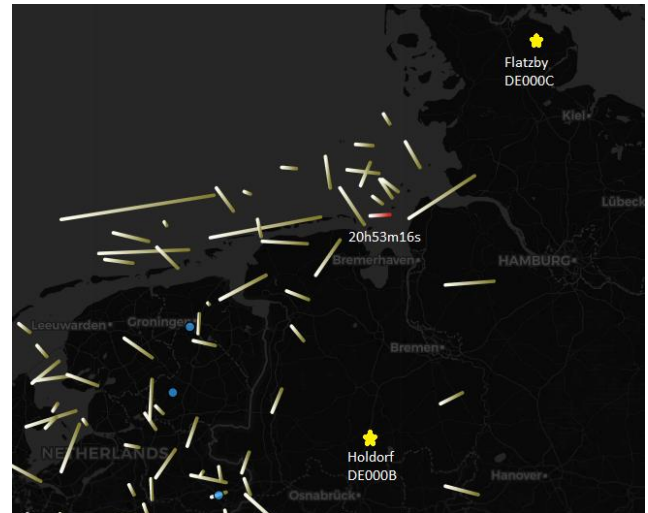 Flatzby
DE000C
Kiel
Lübeck
20h53m16s
Bremerhaven
HAMBURG
Leeuwarden
Groningen
Bremen
Holdorf
DE000B
NETHERLANDS
Osnabrück
Hanover